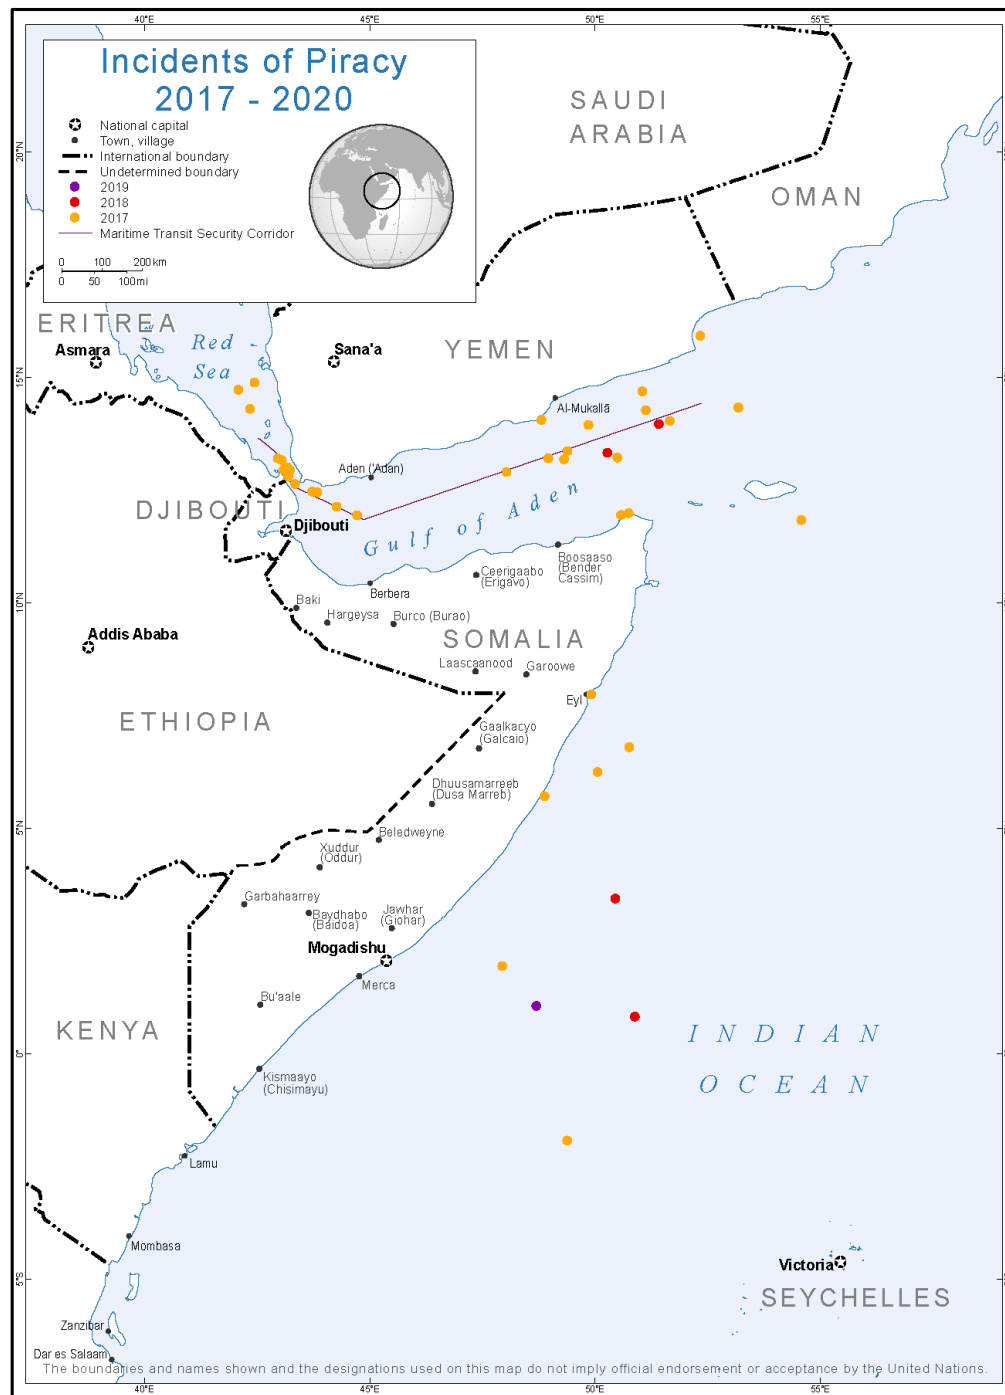 40°E
45°E
50°E
55°E
Incidents of Piracy
2017 - 2020
National capital
Town, village
International boundary
Undetermined boundary
2019
2018
2017
Maritime Transit Security Corridor
0 100 200 km
0 50 100 mi
SAUDI
ARABIA
20°N
OMAN
ERITREA
Asmara
Red
Sea
Sana'a
YEMEN
15°N
Al-Mukallā
Aden ('Adan)
DJIBOUTI
Djibouti
Gulf of Aden
Boosaaso
(Bender
Cassim)
Ceerigaabo
(Erigavo)
Berbera
10°N
Baki
Hargeysa
Burco (Burao)
Addis Ababa
SOMALIA
Laascaanood
Garoowe
Eyl
ETHIOPIA
Gaalkacyo
(Galcaio)
Dhuusamarreeb
(Dusa Marreb)
5°N
Beledweyne
Xuddur
(Oddur)
Garbahaarrey
Baydhabo
(Baidoa)
Jawhar
(Giohar)
Mogadishu
Merca
Bu'aale
KENYA
INDIAN
OCEAN
0°
Kismaayo
(Chisimayu)
Lamu
Mombasa
Victoria
5°S
SEYCHELLES
Zanzibar
Dar es Salaam
The boundaries and names shown and the designations used on this map do not imply official endorsement or acceptance by the United Nations.
40°E
45°E
50°E
55°E